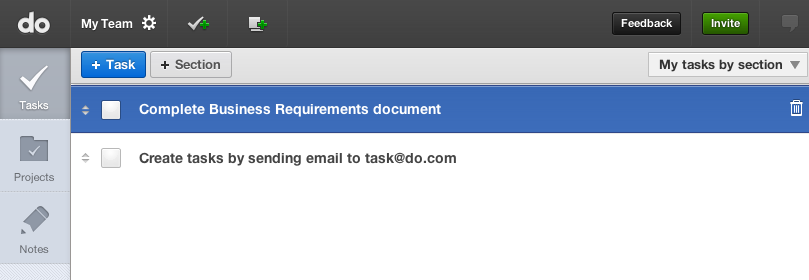 do
My Team
Feedback
Invite
+ Task
+ Section
My tasks by section
Tasks
Complete Business Requirements document
Create tasks by sending email to task@do.com
Projects
Notes